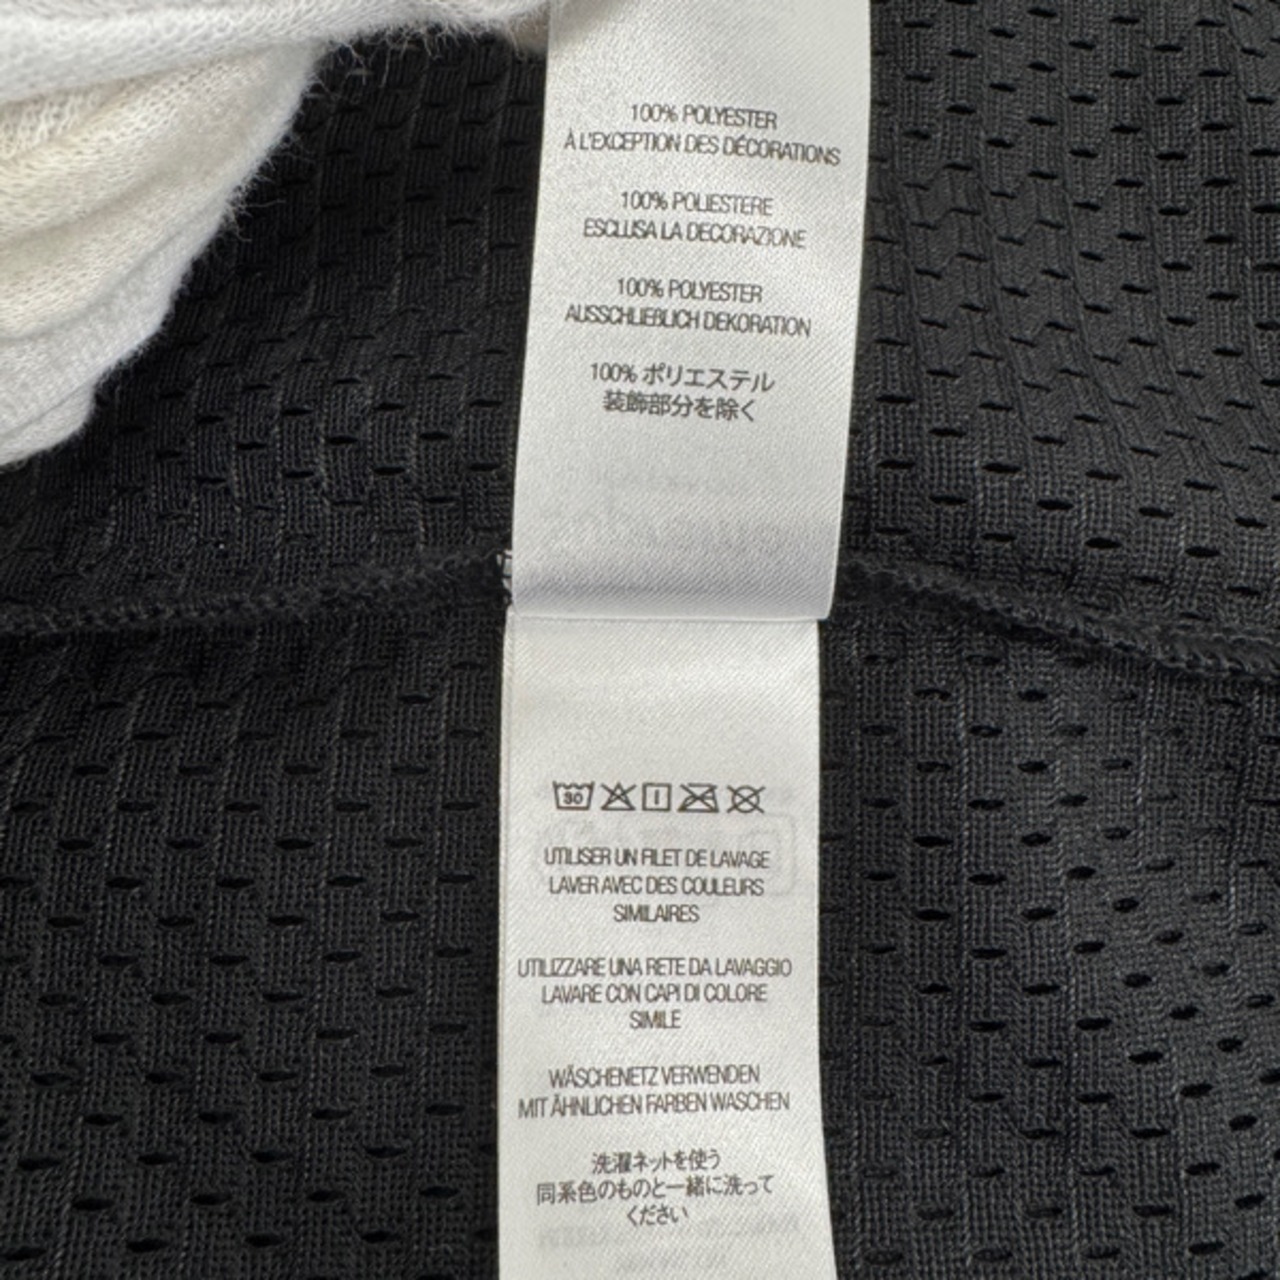 100% POLYESTER
À L'EXCEPTION DES DÉCORATIONS
100% POLIESTERE
ESCLUSA LA DECORAZIONE
100% POLYESTER
AUSSCHLIEBLICH DEKORATION
100% ポリエステル
装飾部分を除く
30
UTILISER UN FILET DE LAVAGE
LAVER AVEC DES COULEURS
SIMILAIRES
UTILIZZARE UNA RETE DA LAVAGGIO
LAVARE CON CAPI DI COLORE
SIMILE
WÄSCHENETZ VERWENDEN
MIT ÄHNLICHEN FARBEN WASCHEN
洗濯ネットを使う
同系色のものと一緒に洗って
ください